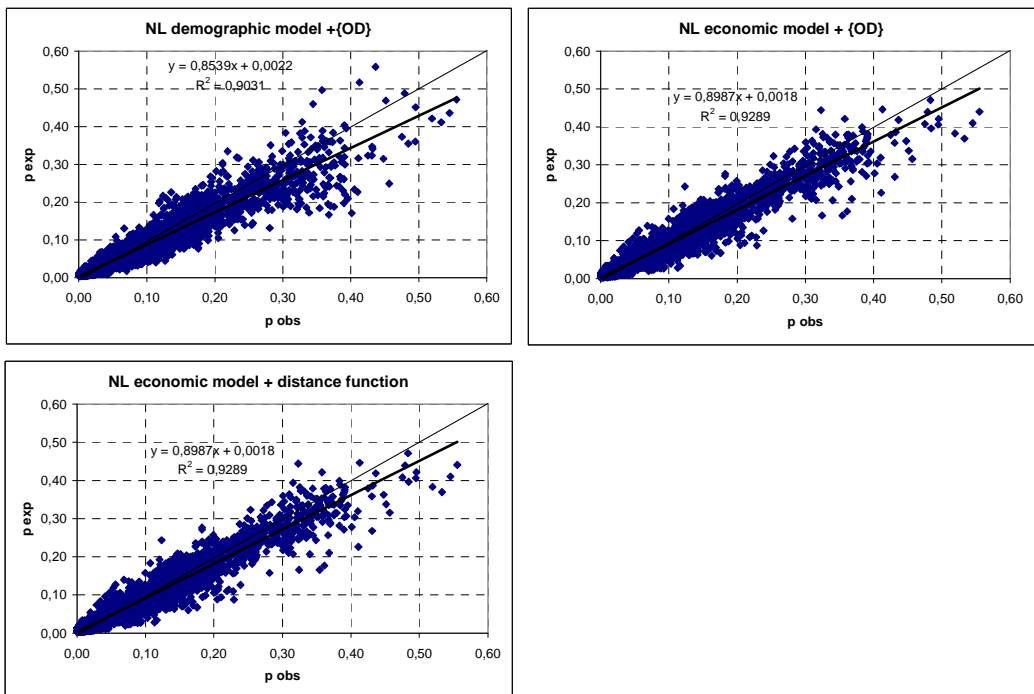 NL demographic model +{OD}
y = 0,8539x + 0,0022
R² = 0,9031
0,60
0,50
0,40
0,30
0,20
0,10
0,00
p exp
0,00 0,10 0,20 0,30 0,40 0,50 0,60
p obs
NL economic model + {OD}
y = 0,8987x + 0,0018
R² = 0,9289
0,60
0,50
0,40
0,30
0,20
0,10
0,00
p exp
0,00 0,10 0,20 0,30 0,40 0,50 0,60
p obs
NL economic model + distance function
y = 0,8987x + 0,0018
R² = 0,9289
0,60
0,50
0,40
0,30
0,20
0,10
0,00
p exp
0,00 0,10 0,20 0,30 0,40 0,50 0,60
p obs